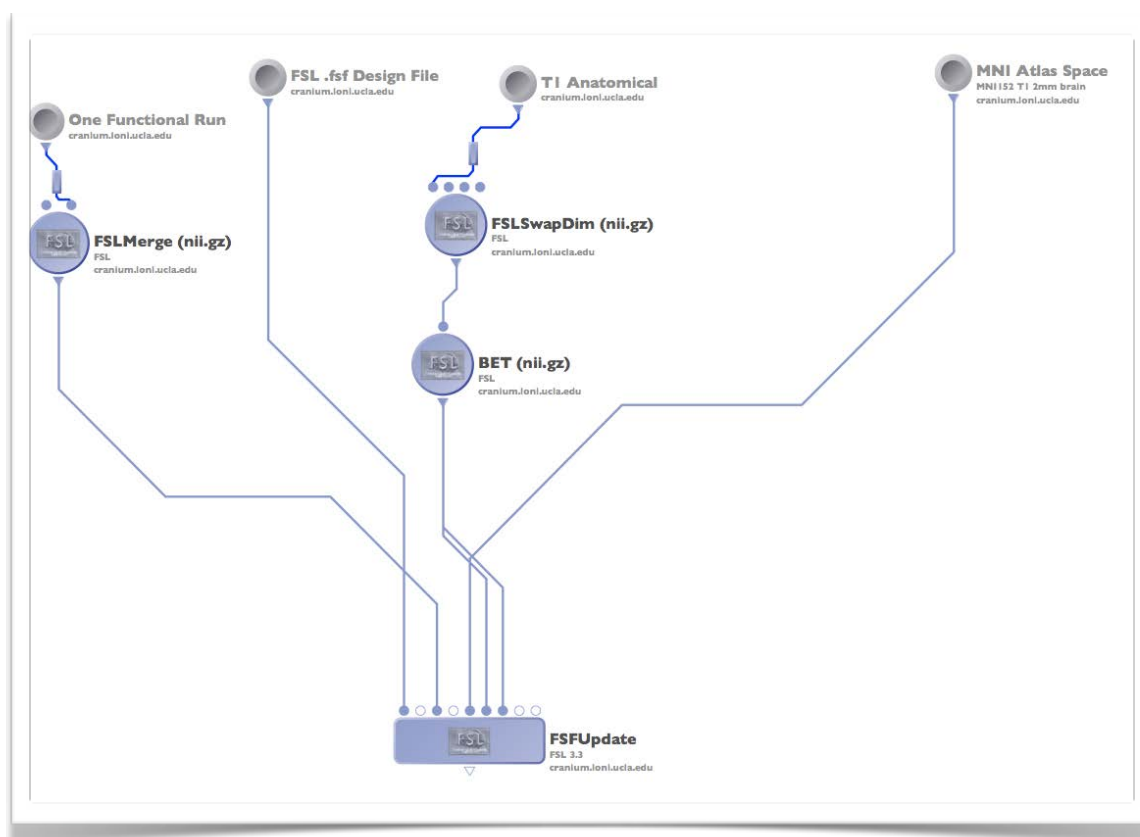 FSL .fsf Design File
cranium.loni.ucla.edu
T1 Anatomical
cranium.loni.ucla.edu
MNI Atlas Space
MNI152 T1 2mm brain
cranium.loni.ucla.edu
One Functional Run
cranium.loni.ucla.edu
FSL
FSLMerge (nii.gz)
FSL
cranium.loni.ucla.edu
FSL
FSLSwapDim (nii.gz)
FSL
cranium.loni.ucla.edu
FSL
BET (nii.gz)
FSL
cranium.loni.ucla.edu
FSL
FSFUpdate
FSL 3.3
cranium.loni.ucla.edu